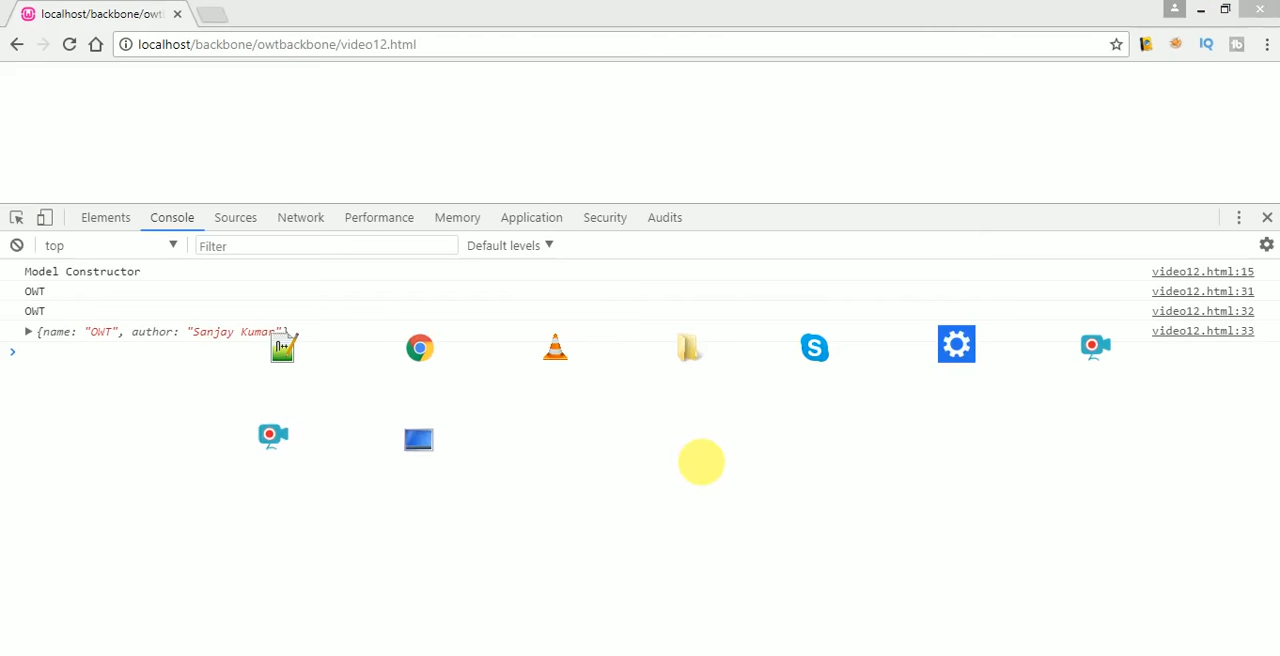 localhost/backbone/owtb
localhost/backbone/owtbackbone/video12.html
IQ
Elements Console Sources Network Performance Memory Application Security Audits
top Filter Default levels
Model Constructor video12.html:15
OWT video12.html:31
OWT video12.html:32
{name: "OWT", author: "Sanjay Kumar"} video12.html:33